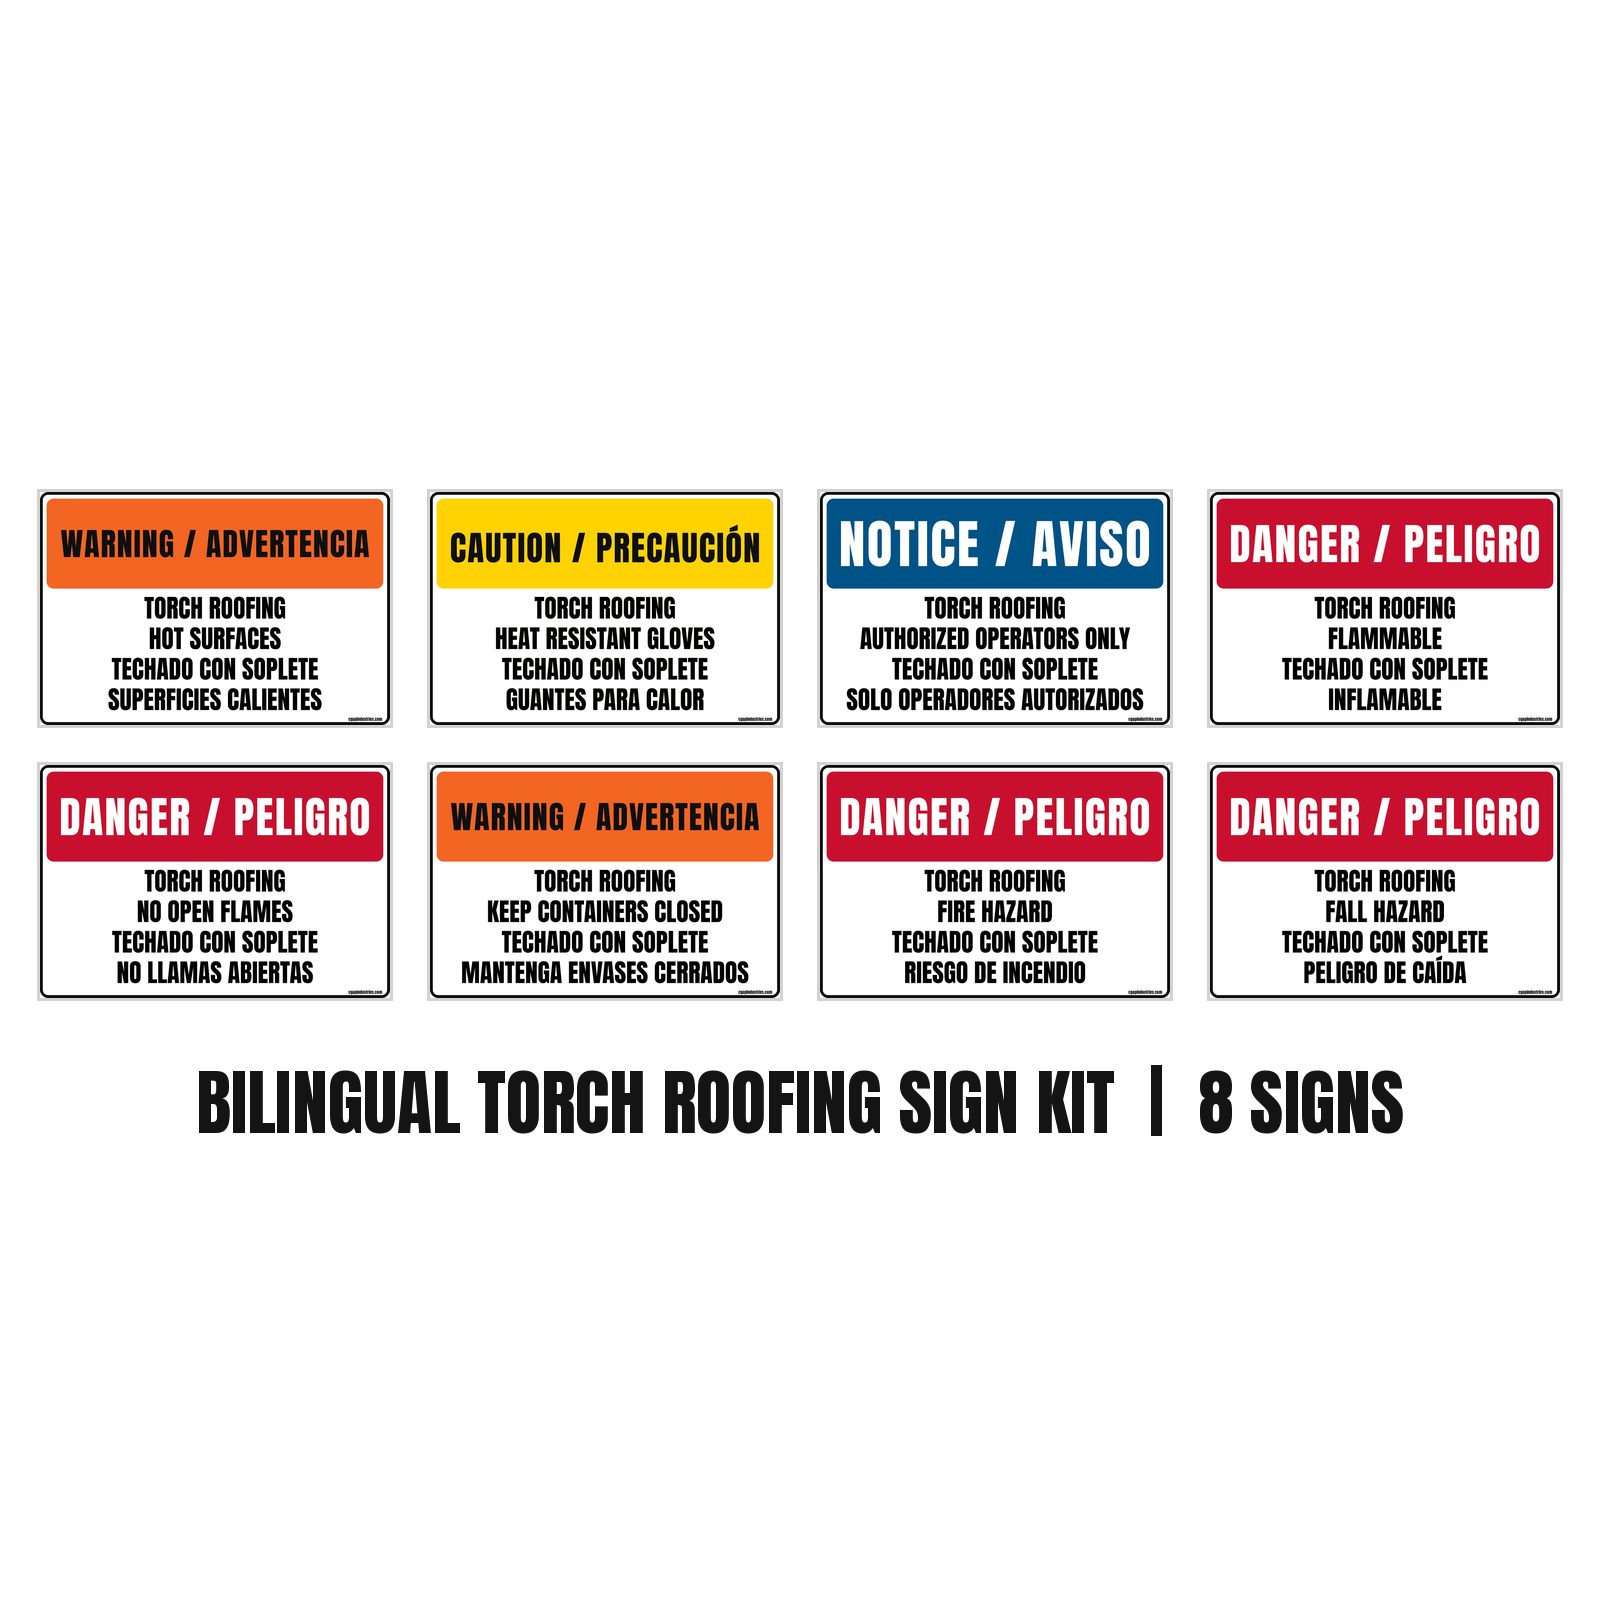 WARNING / ADVERTENCIA
TORCH ROOFING
HOT SURFACES
TECHADO CON SOPLETE
SUPERFICIES CALIENTES
CAUTION / PRECAUCIÓN
TORCH ROOFING
HEAT RESISTANT GLOVES
TECHADO CON SOPLETE
GUANTES PARA CALOR
NOTICE / AVISO
TORCH ROOFING
AUTHORIZED OPERATORS ONLY
TECHADO CON SOPLETE
SOLO OPERADORES AUTORIZADOS
DANGER / PELIGRO
TORCH ROOFING
FLAMMABLE
TECHADO CON SOPLETE
INFLAMABLE
DANGER / PELIGRO
TORCH ROOFING
NO OPEN FLAMES
TECHADO CON SOPLETE
NO LLAMAS ABIERTAS
WARNING / ADVERTENCIA
TORCH ROOFING
KEEP CONTAINERS CLOSED
TECHADO CON SOPLETE
MANTENGA ENVASES CERRADOS
DANGER / PELIGRO
TORCH ROOFING
FIRE HAZARD
TECHADO CON SOPLETE
RIESGO DE INCENDIO
DANGER / PELIGRO
TORCH ROOFING
FALL HAZARD
TECHADO CON SOPLETE
PELIGRO DE CAÍDA
BILINGUAL TORCH ROOFING SIGN KIT | 8 SIGNS